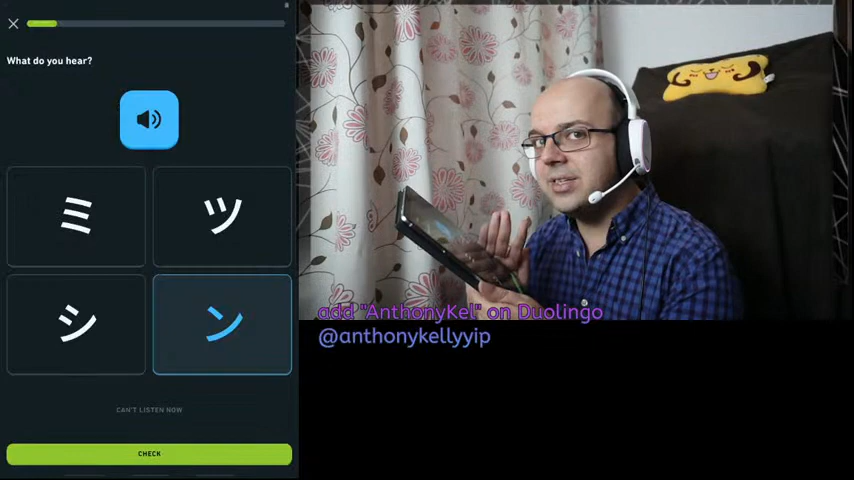 What do you hear?
ミ ツ
シ ン
CAN'T LISTEN NOW
CHECK
add "AnthonyKel" on Duolingo
@anthonykellyyip